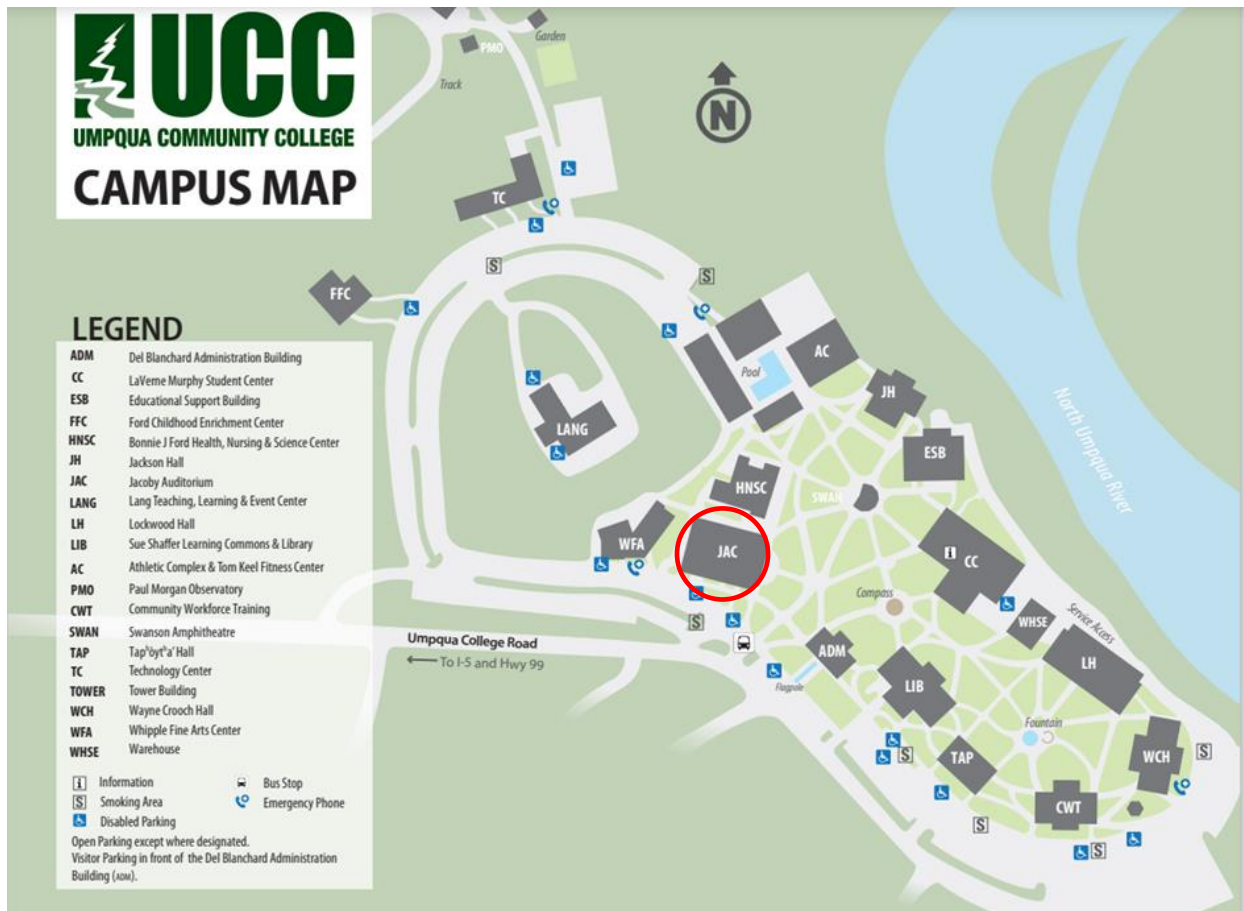 UCC
UMPQUA COMMUNITY COLLEGE
CAMPUS MAP
PMO
Garden
Track
N
TC
S
S
FFC
AC
Pool
JH
LANG
ESB
HNSC
SWAN
North Umpqua River
WFA
JAC
i
CC
Compass
WHSE
Service Access
S
Umpqua College Road
To I-5 and Hwy 99
ADM
Flagpole
LH
LIB
Fountain
TAP
S
WCH
S
CWT
S
S
LEGEND
ADM Del Blanchard Administration Building
CC LaVerne Murphy Student Center
ESB Educational Support Building
FFC Ford Childhood Enrichment Center
HNSC Bonnie J Ford Health, Nursing & Science Center
JH Jackson Hall
JAC Jacoby Auditorium
LANG Lang Teaching, Learning & Event Center
LH Lockwood Hall
LIB Sue Shaffer Learning Commons & Library
AC Athletic Complex & Tom Keel Fitness Center
PMO Paul Morgan Observatory
CWT Community Workforce Training
SWAN Swanson Amphitheatre
TAP Tapʰòytʰaʼ Hall
TC Technology Center
TOWER Tower Building
WCH Wayne Crooch Hall
WFA Whipple Fine Arts Center
WHSE Warehouse
i Information
Bus Stop
S Smoking Area
Emergency Phone
Disabled Parking
Open Parking except where designated.
Visitor Parking in front of the Del Blanchard Administration
Building (ADM).